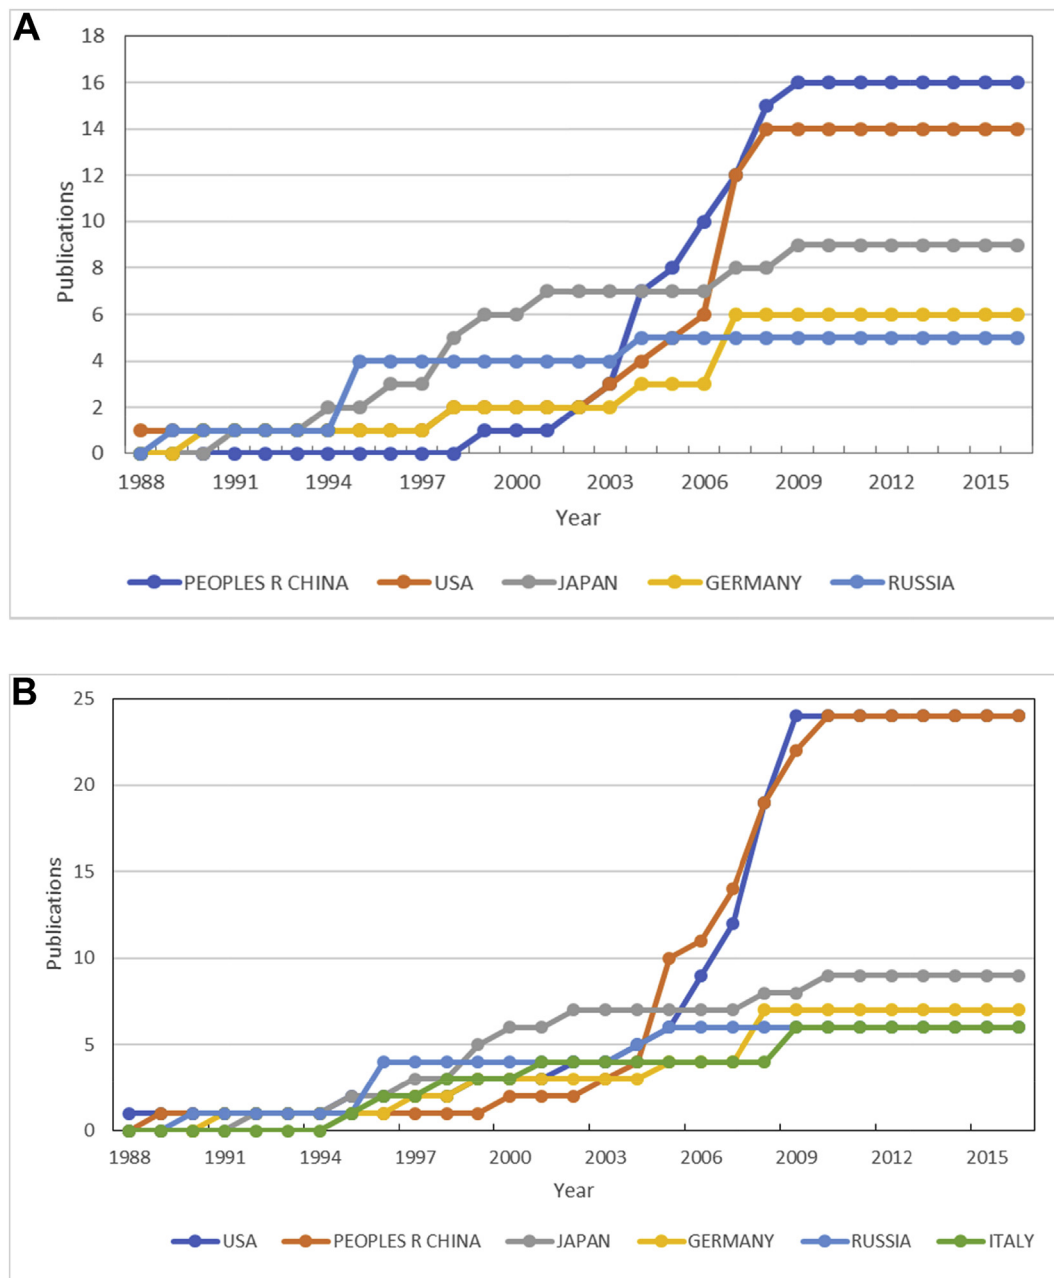 A
18
16
14
12
10
8
6
4
2
0
Publications
1988 1991 1994 1997 2000 2003 2006 2009 2012 2015
Year
PEOPLES R CHINA USA JAPAN GERMANY RUSSIA
B
25
20
15
10
5
0
Publications
1988 1991 1994 1997 2000 2003 2006 2009 2012 2015
Year
USA PEOPLES R CHINA JAPAN GERMANY RUSSIA ITALY